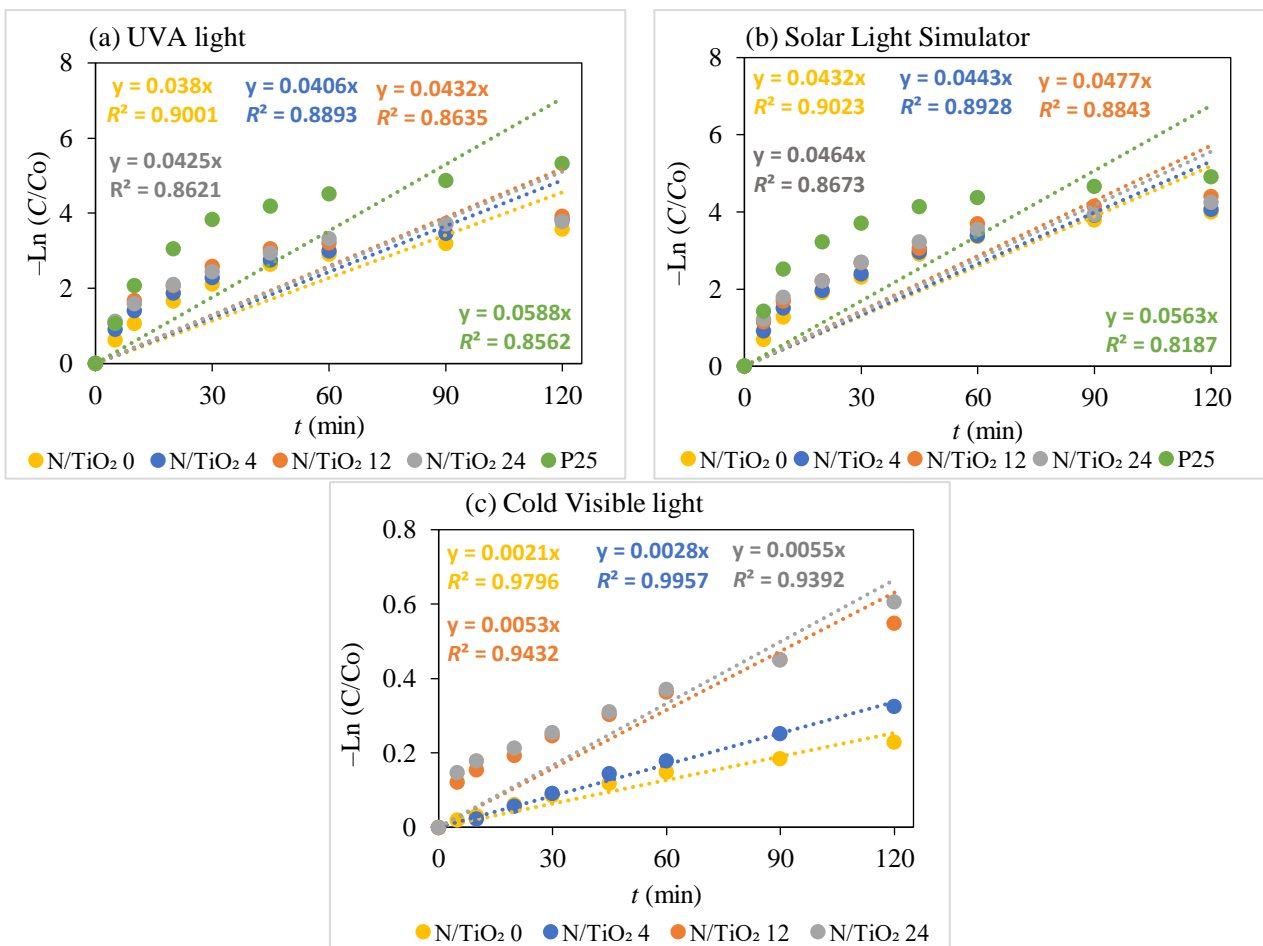 (a) UVA light
8
6
4
2
0
−Ln (C/Co)
y = 0.038x
R² = 0.9001
y = 0.0406x
R² = 0.8893
y = 0.0432x
R² = 0.8635
y = 0.0425x
R² = 0.8621
y = 0.0588x
R² = 0.8562
0 30 60 90 120
t (min)
N/TiO₂ 0 N/TiO₂ 4 N/TiO₂ 12 N/TiO₂ 24 P25
(b) Solar Light Simulator
8
6
4
2
0
−Ln (C/Co)
y = 0.0432x
R² = 0.9023
y = 0.0443x
R² = 0.8928
y = 0.0477x
R² = 0.8843
y = 0.0464x
R² = 0.8673
y = 0.0563x
R² = 0.8187
0 30 60 90 120
t (min)
N/TiO₂ 0 N/TiO₂ 4 N/TiO₂ 12 N/TiO₂ 24 P25
(c) Cold Visible light
0.8
0.6
0.4
0.2
0
−Ln (C/Co)
y = 0.0021x
R² = 0.9796
y = 0.0028x
R² = 0.9957
y = 0.0055x
R² = 0.9392
y = 0.0053x
R² = 0.9432
0 30 60 90 120
t (min)
N/TiO₂ 0 N/TiO₂ 4 N/TiO₂ 12 N/TiO₂ 24